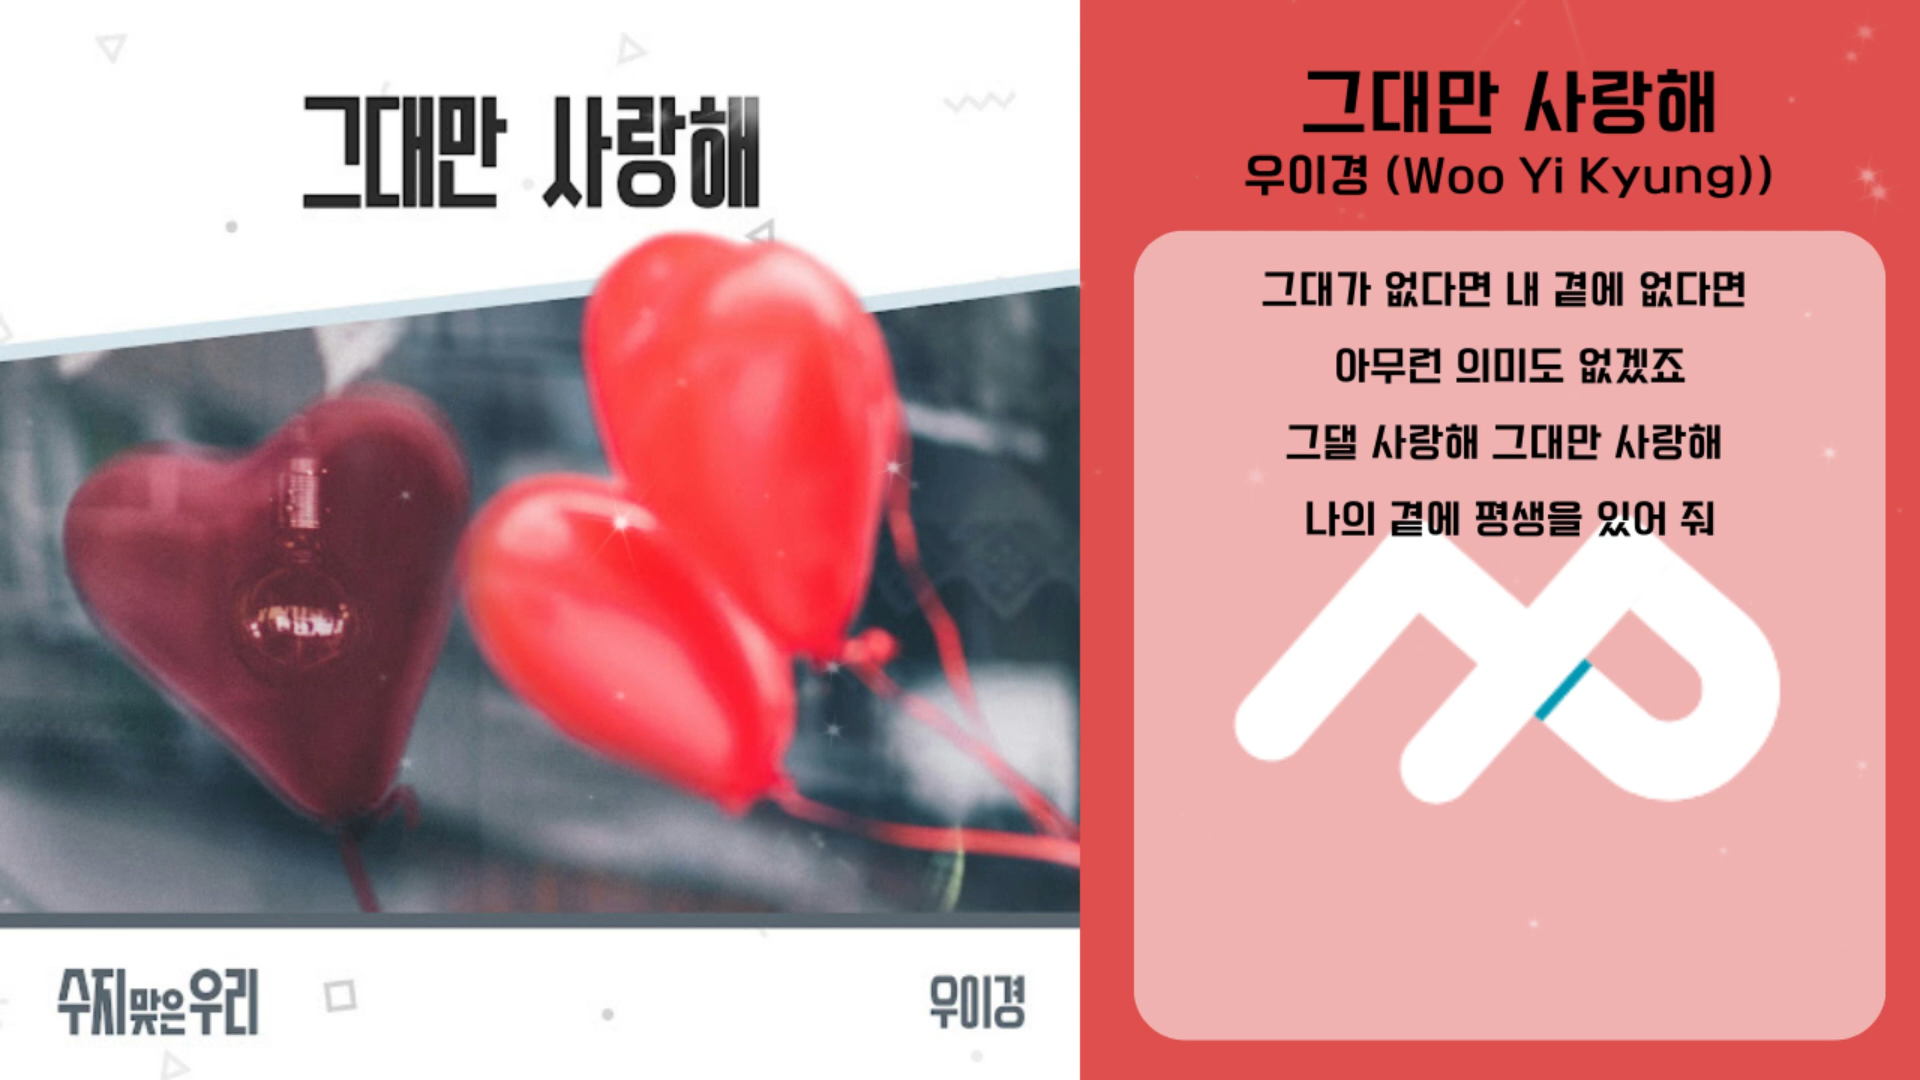 그대만 사랑해
수지맞은우리
우이경
그대만 사랑해
우이경 (Woo Yi Kyung))
그대가 없다면 내 곁에 없다면
아무런 의미도 없겠죠
그댈 사랑해 그대만 사랑해
나의 곁에 평생을 있어 줘